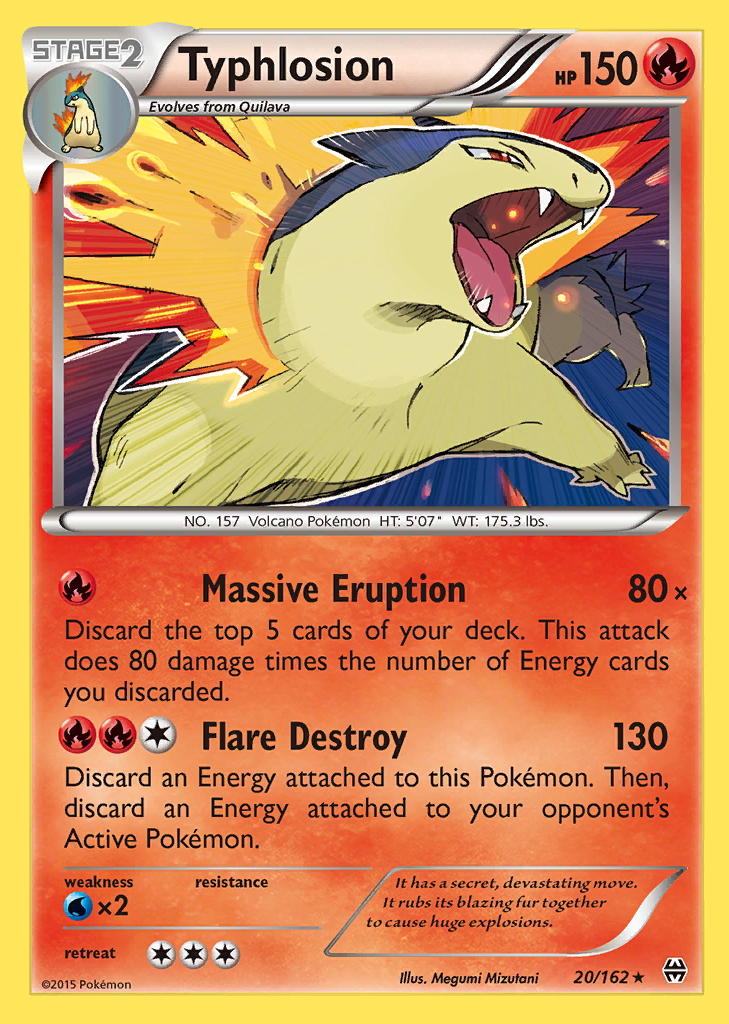 STAGE2
Typhlosion
HP150
Evolves from Quilava
NO. 157 Volcano Pokémon HT: 5'07" WT: 175.3 lbs.
Massive Eruption 80×
Discard the top 5 cards of your deck. This attack
does 80 damage times the number of Energy cards
you discarded.
Flare Destroy 130
Discard an Energy attached to this Pokémon. Then,
discard an Energy attached to your opponent's
Active Pokémon.
weakness resistance
×2
retreat
It has a secret, devastating move.
It rubs its blazing fur together
to cause huge explosions.
©2015 Pokémon
Illus. Megumi Mizutani
20/162 ★